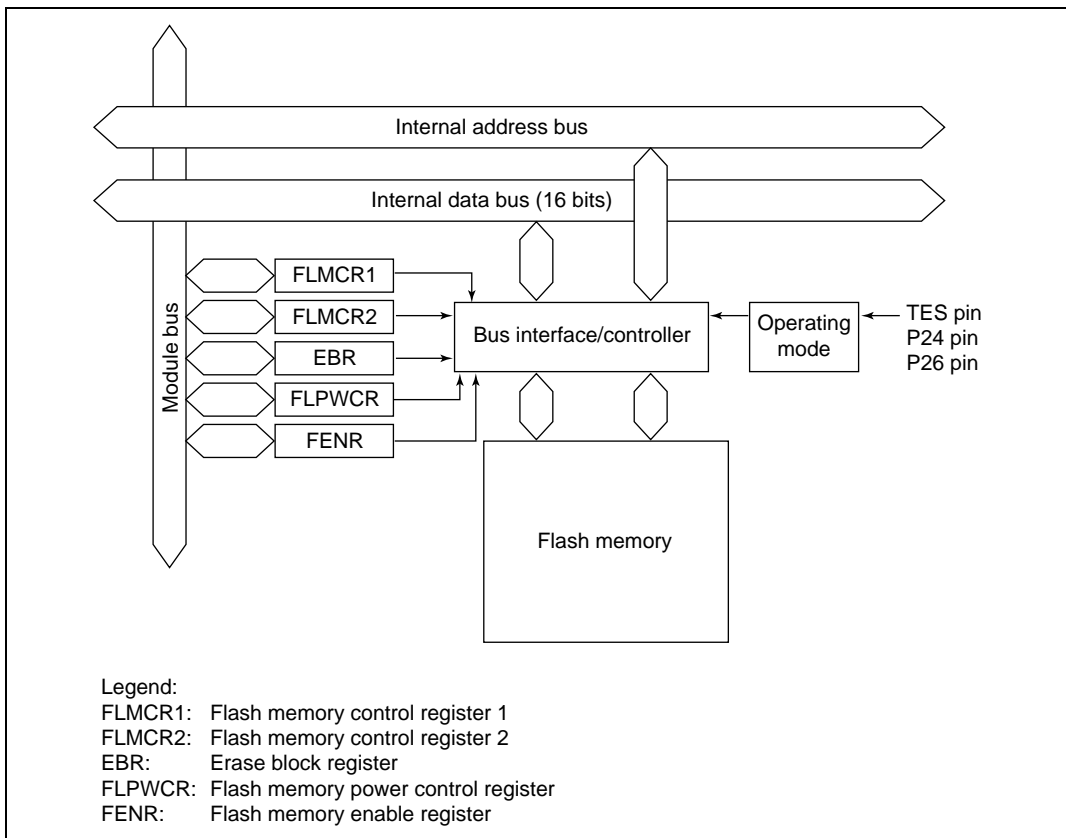 Internal address bus
Internal data bus (16 bits)
Module bus
FLMCR1
FLMCR2
EBR
FLPWCR
FENR
Bus interface/controller
Operating
mode
TES pin
P24 pin
P26 pin
Flash memory
Legend:
FLMCR1: Flash memory control register 1
FLMCR2: Flash memory control register 2
EBR: Erase block register
FLPWCR: Flash memory power control register
FENR: Flash memory enable register